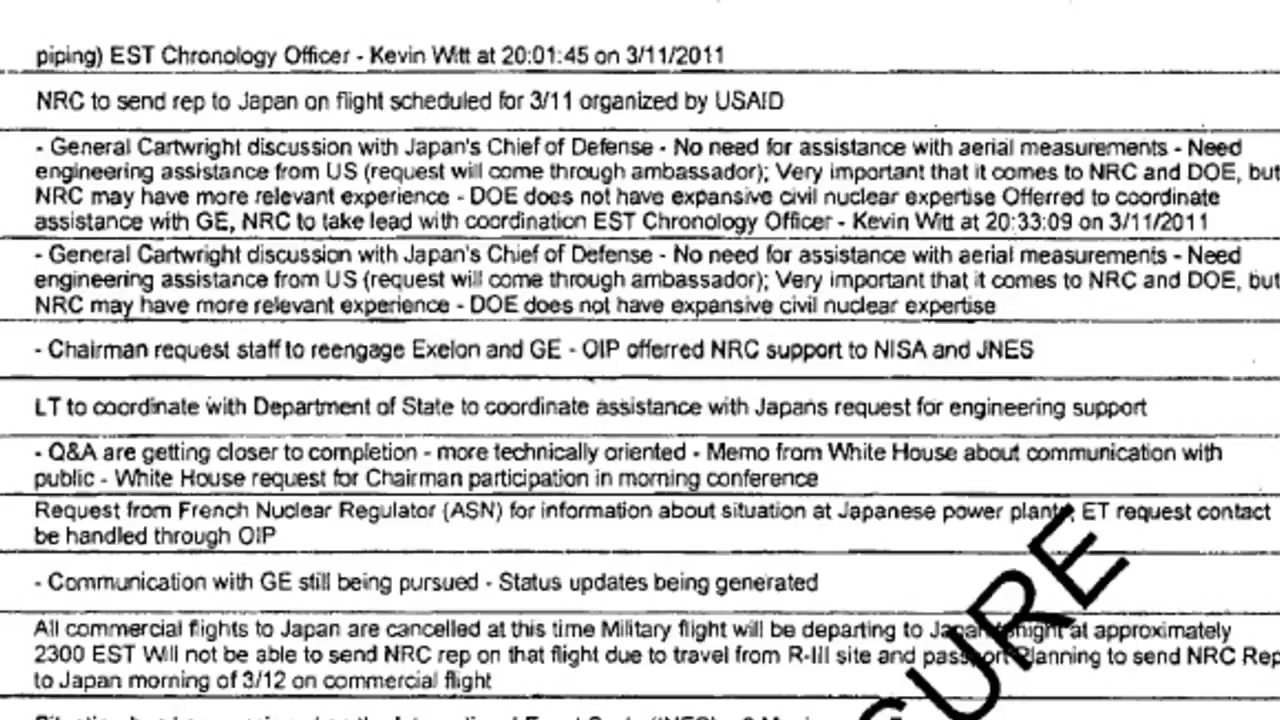 piping) EST Chronology Officer - Kevin Witt at 20:01:45 on 3/11/2011
NRC to send rep to Japan on flight scheduled for 3/11 organized by USAID
- General Cartwright discussion with Japan's Chief of Defense - No need for assistance with aerial measurements - Need
engineering assistance from US (request will come through ambassador); Very important that it comes to NRC and DOE, but
NRC may have more relevant experience - DOE does not have expansive civil nuclear expertise Offerred to coordinate
assistance with GE, NRC to take lead with coordination EST Chronology Officer - Kevin Witt at 20:33:09 on 3/11/2011
- General Cartwright discussion with Japan's Chief of Defense - No need for assistance with aerial measurements - Need
engineering assistance from US (request will come through ambassador); Very important that it comes to NRC and DOE, but
NRC may have more relevant experience - DOE does not have expansive civil nuclear expertise
- Chairman request staff to reengage Exelon and GE - OIP offerred NRC support to NISA and JNES
LT to coordinate with Department of State to coordinate assistance with Japans request for engineering support
- Q&A are getting closer to completion - more technically oriented - Memo from White House about communication with
public - White House request for Chairman participation in morning conference
Request from French Nuclear Regulator (ASN) for information about situation at Japanese power plants, ET request contact
be handled through OIP
- Communication with GE still being pursued - Status updates being generated
All commercial flights to Japan are cancelled at this time Military flight will be departing to Japan tonight at approximately
2300 EST Will not be able to send NRC rep on that flight due to travel from R-III site and passport Planning to send NRC Rep
to Japan morning of 3/12 on commercial flight
CURE